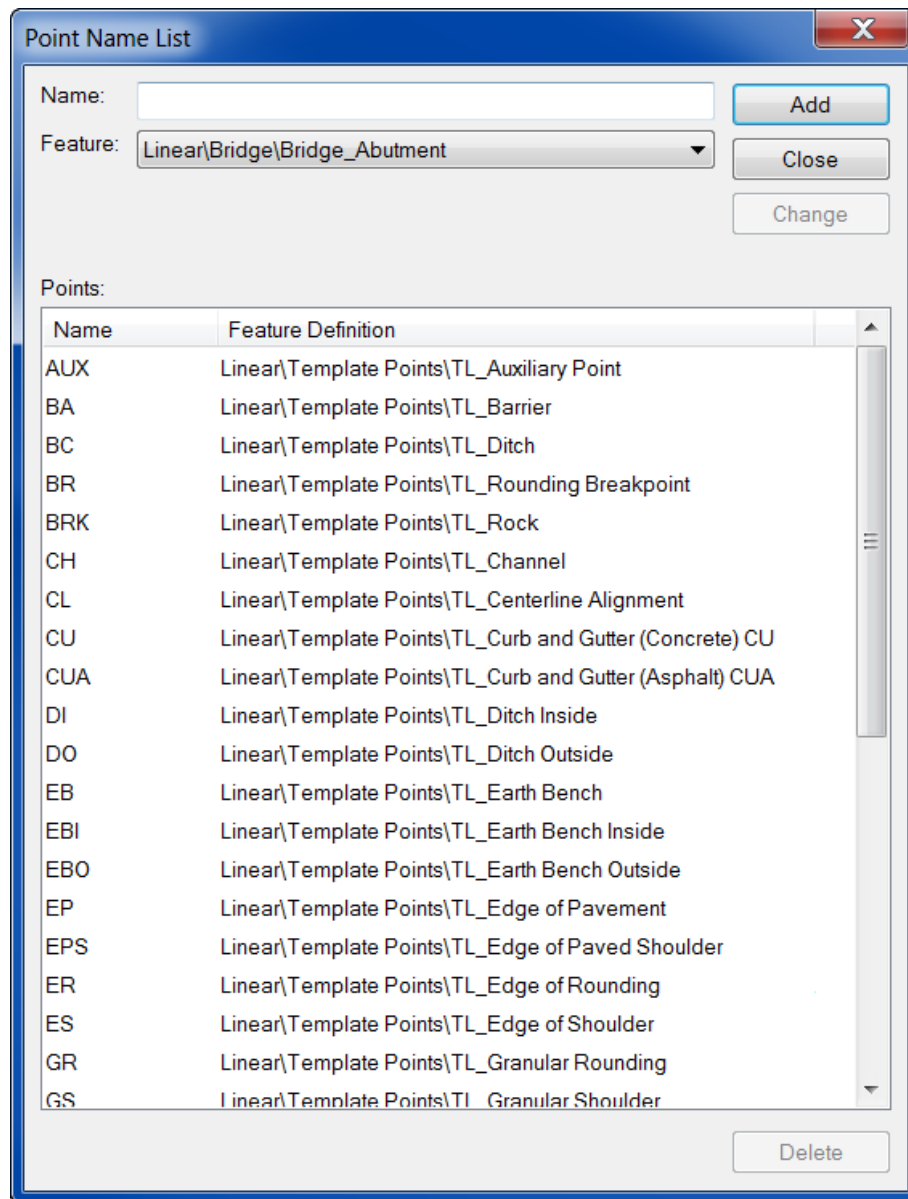 Point Name List
Name:
Add
Feature: Linear\Bridge\Bridge_Abutment
Close
Change
Points:
Name Feature Definition
AUX Linear\Template Points\TL_Auxiliary Point
BA Linear\Template Points\TL_Barrier
BC Linear\Template Points\TL_Ditch
BR Linear\Template Points\TL_Rounding Breakpoint
BRK Linear\Template Points\TL_Rock
CH Linear\Template Points\TL_Channel
CL Linear\Template Points\TL_Centerline Alignment
CU Linear\Template Points\TL_Curb and Gutter (Concrete) CU
CUA Linear\Template Points\TL_Curb and Gutter (Asphalt) CUA
DI Linear\Template Points\TL_Ditch Inside
DO Linear\Template Points\TL_Ditch Outside
EB Linear\Template Points\TL_Earth Bench
EBI Linear\Template Points\TL_Earth Bench Inside
EBO Linear\Template Points\TL_Earth Bench Outside
EP Linear\Template Points\TL_Edge of Pavement
EPS Linear\Template Points\TL_Edge of Paved Shoulder
ER Linear\Template Points\TL_Edge of Rounding
ES Linear\Template Points\TL_Edge of Shoulder
GR Linear\Template Points\TL_Granular Rounding
GS Linear\Template Points\TL_Granular Shoulder
Delete